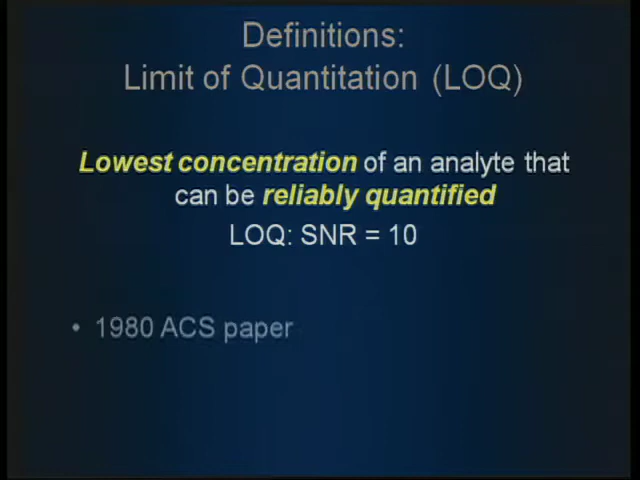 Definitions:
Limit of Quantitation (LOQ)
Lowest concentration of an analyte that
can be reliably quantified
LOQ: SNR = 10
• 1980 ACS paper